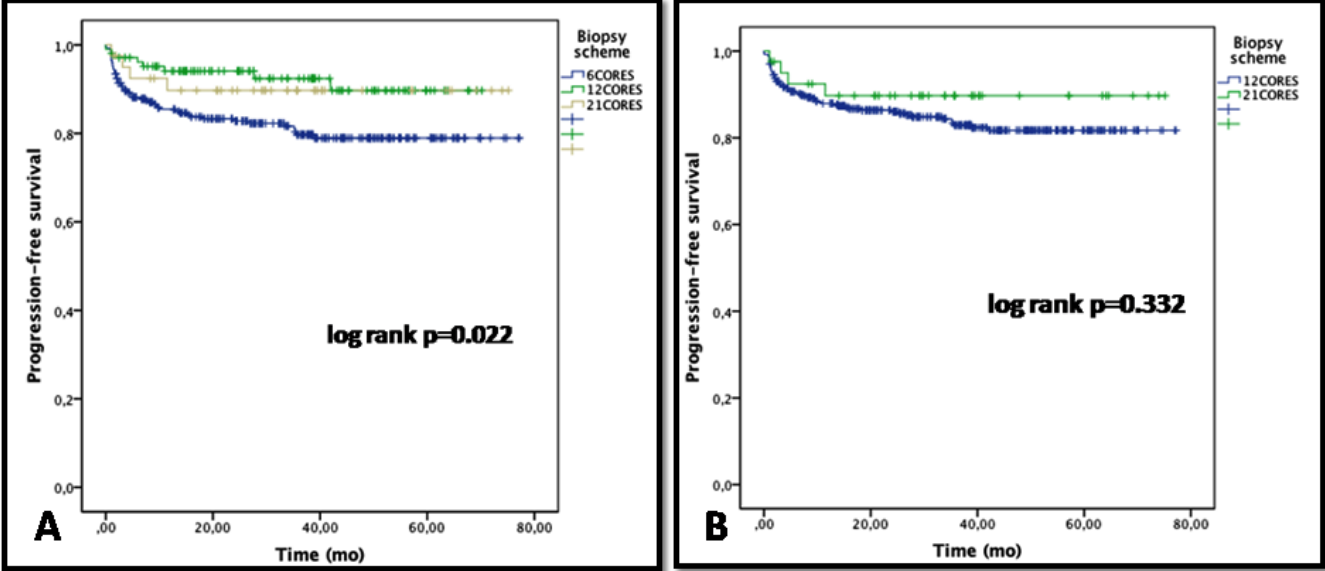 Biopsy
scheme
6CORES
12CORES
21CORES
1,0
0,8
0,6
0,4
0,2
0,0
Progression-free survival
log rank p=0.022
,00
20,00
40,00
60,00
80,00
Time (mo)
A
Biopsy
scheme
12CORES
21CORES
1,0
0,8
0,6
0,4
0,2
0,0
Progression-free survival
log rank p=0.332
,00
20,00
40,00
60,00
80,00
Time (mo)
B